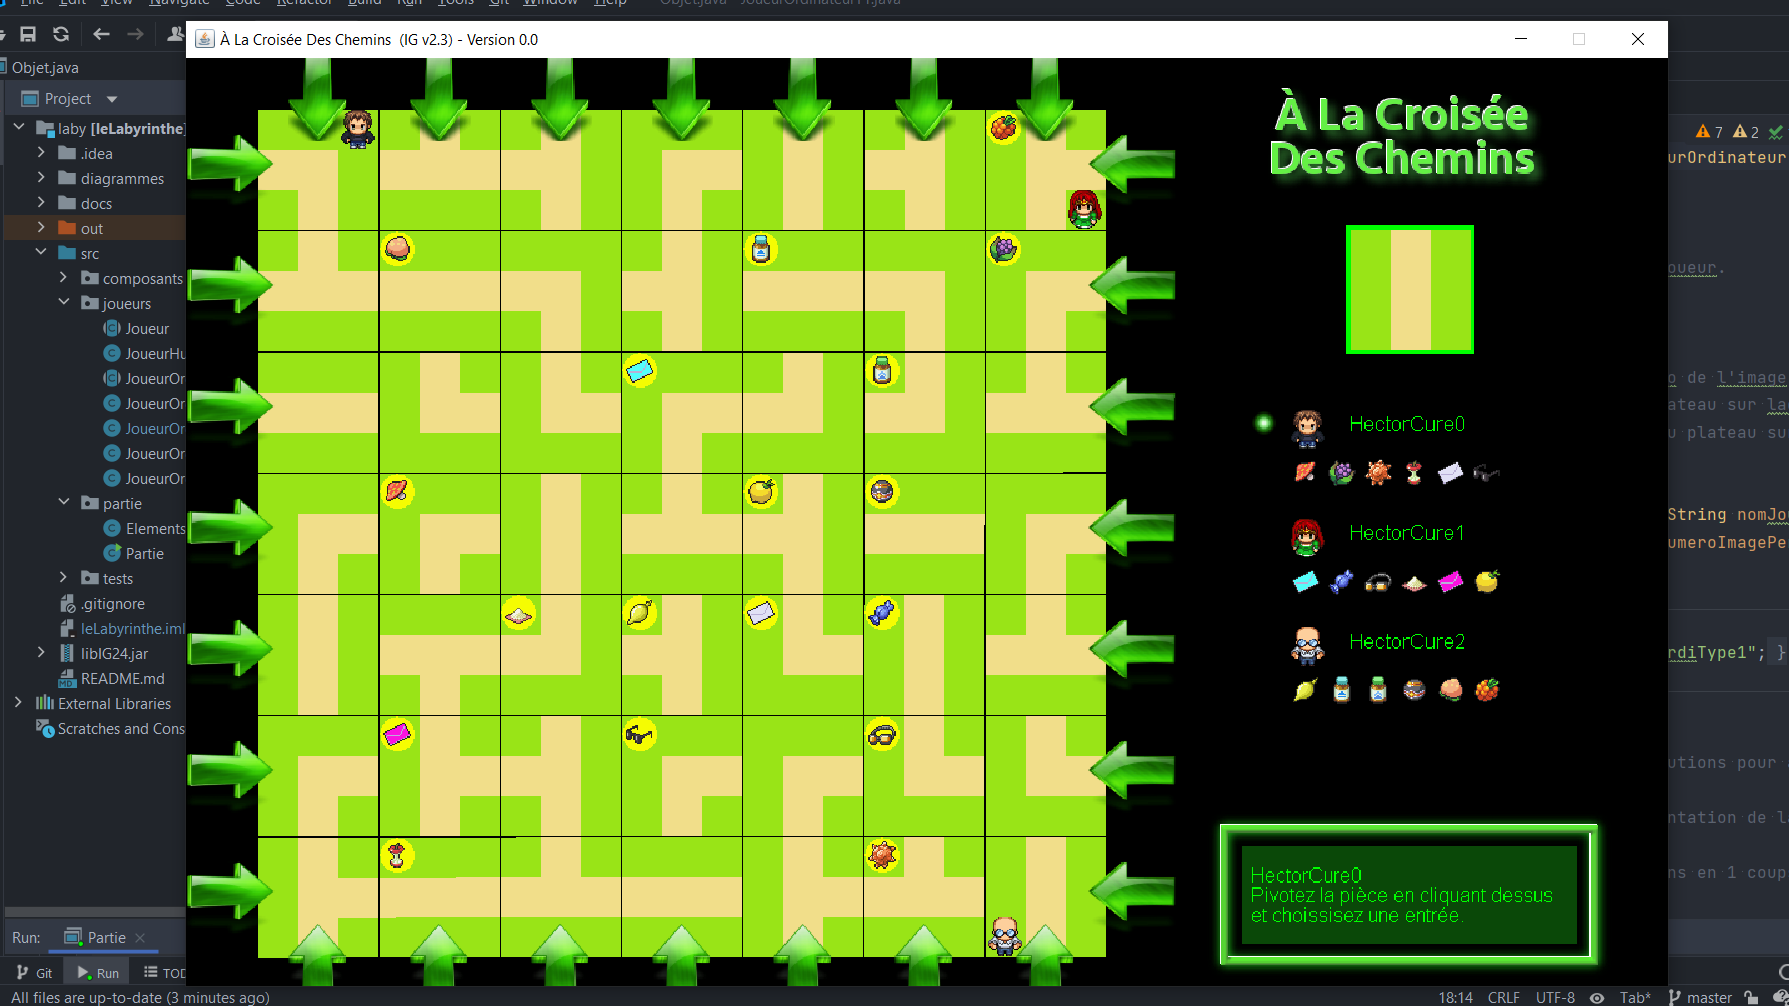 File Edit View Navigate Code Refactor Build Run Tools Git Window Help Objet.java - JoueurOrdinateurT1.java
À La Croisée Des Chemins (IG v2.3) - Version 0.0
Objet.java
Project
laby [leLabyrinthe]
.idea
diagrammes
docs
out
src
composants
joueurs
Joueur
JoueurHu
JoueurOr
JoueurOr
JoueurOr
JoueurOr
JoueurOr
partie
Elements
Partie
tests
.gitignore
leLabyrinthe.iml
libIG24.jar
README.md
External Libraries
Scratches and Cons
À La Croisée
Des Chemins
HectorCure0
HectorCure1
HectorCure2
HectorCure0
Pivotez la pièce en cliquant dessus
et choissisez une entrée.
7 2
urOrdinateur
oueur.
o de l'image
ateau sur la
u plateau su
String nomJou
umeroImagePe
rdiType1"; }
utions pour
ntation de l
ns en 1 coup
Run: Partie
Git Run TOD
All files are up-to-date (3 minutes ago)
18:14 CRLF UTF-8 Tab* master